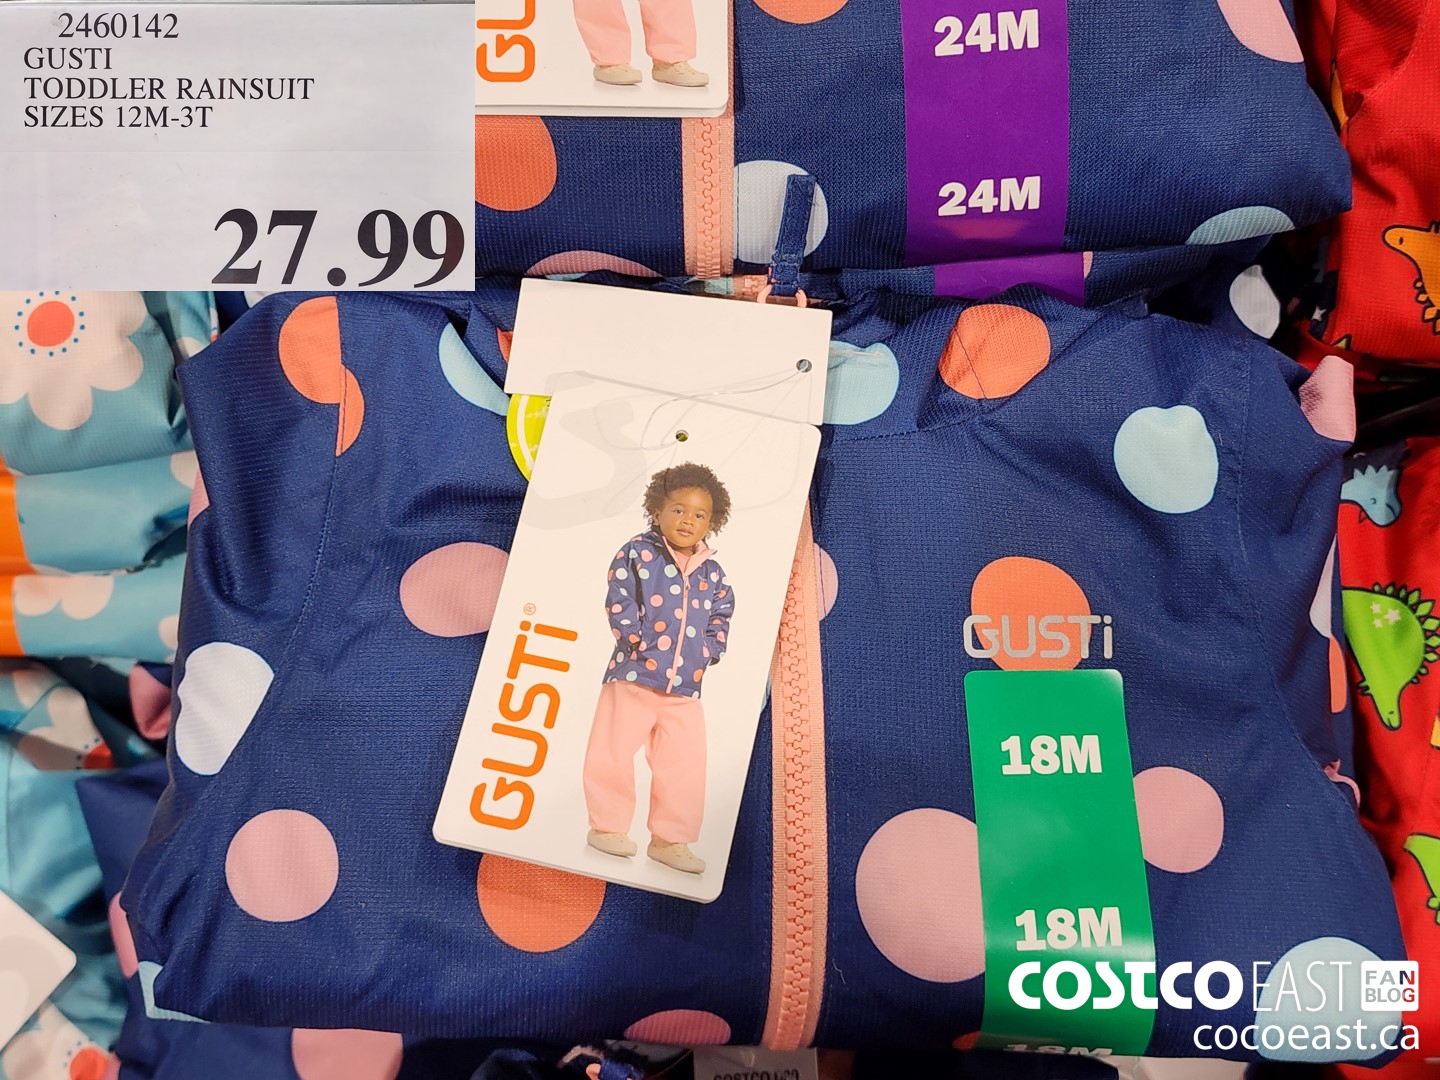 2460142
GUSTI
TODDLER RAINSUIT
SIZES 12M-3T
27.99
24M
24M
GUSTi®
GUSTi
18M
18M
18M
COSTCO EAST FAN BLOG
cocoeast.ca